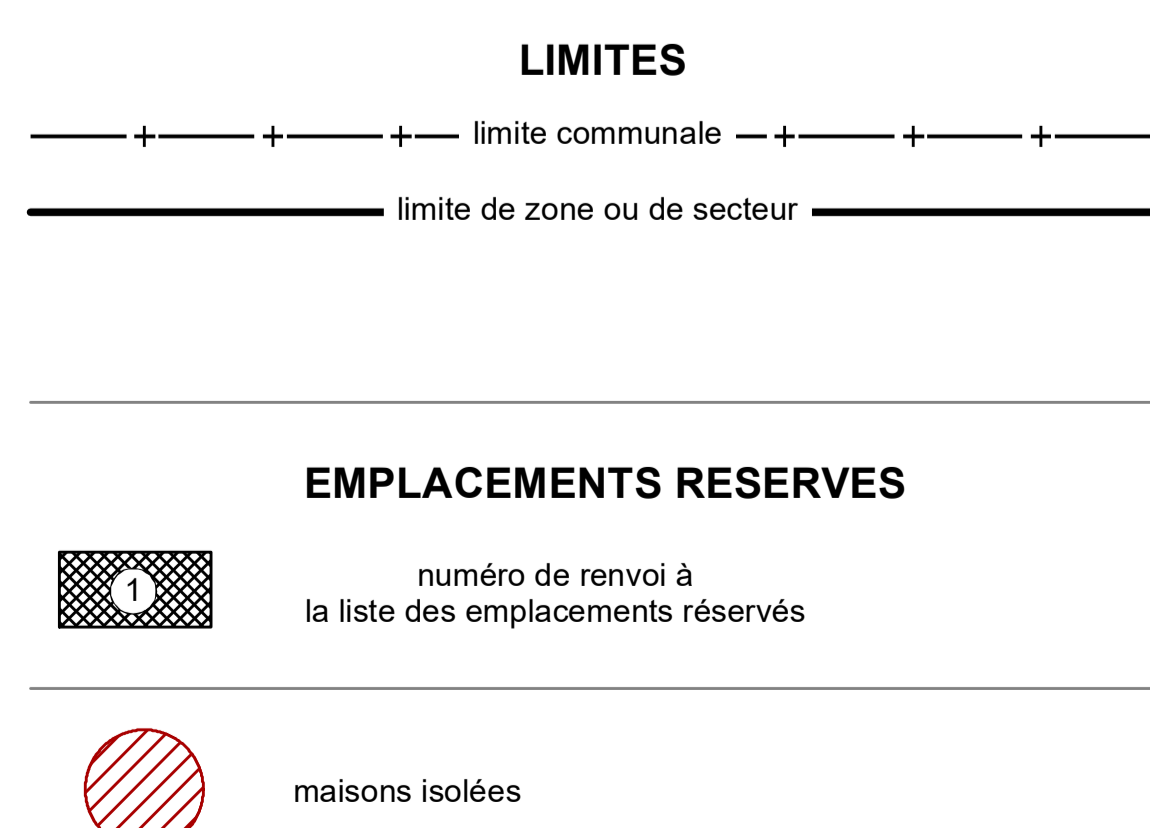 LIMITES
limite communale
limite de zone ou de secteur
EMPLACEMENTS RESERVES
1
numéro de renvoi à
la liste des emplacements réservés
maisons isolées